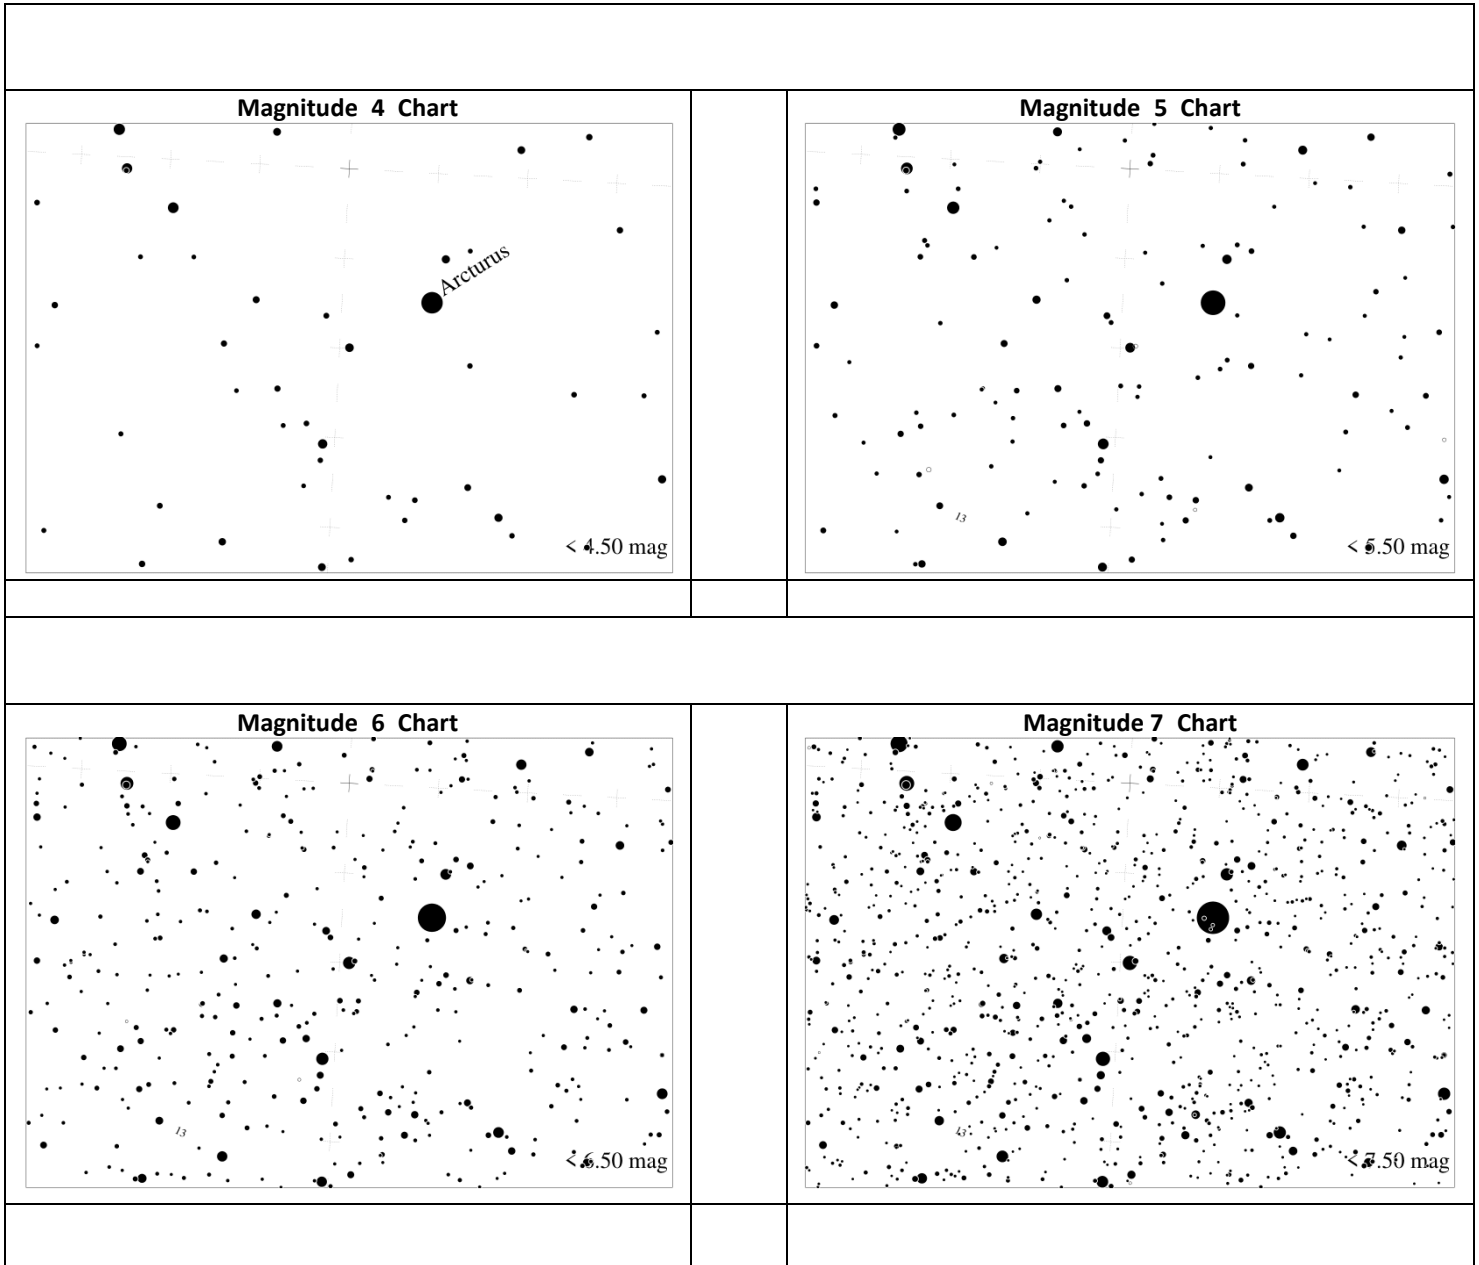 Magnitude 4 Chart
Magnitude 5 Chart
Arcturus
13
< 4.50 mag
< 5.50 mag
Magnitude 6 Chart
Magnitude 7 Chart
13
13
< 6.50 mag
< 7.50 mag